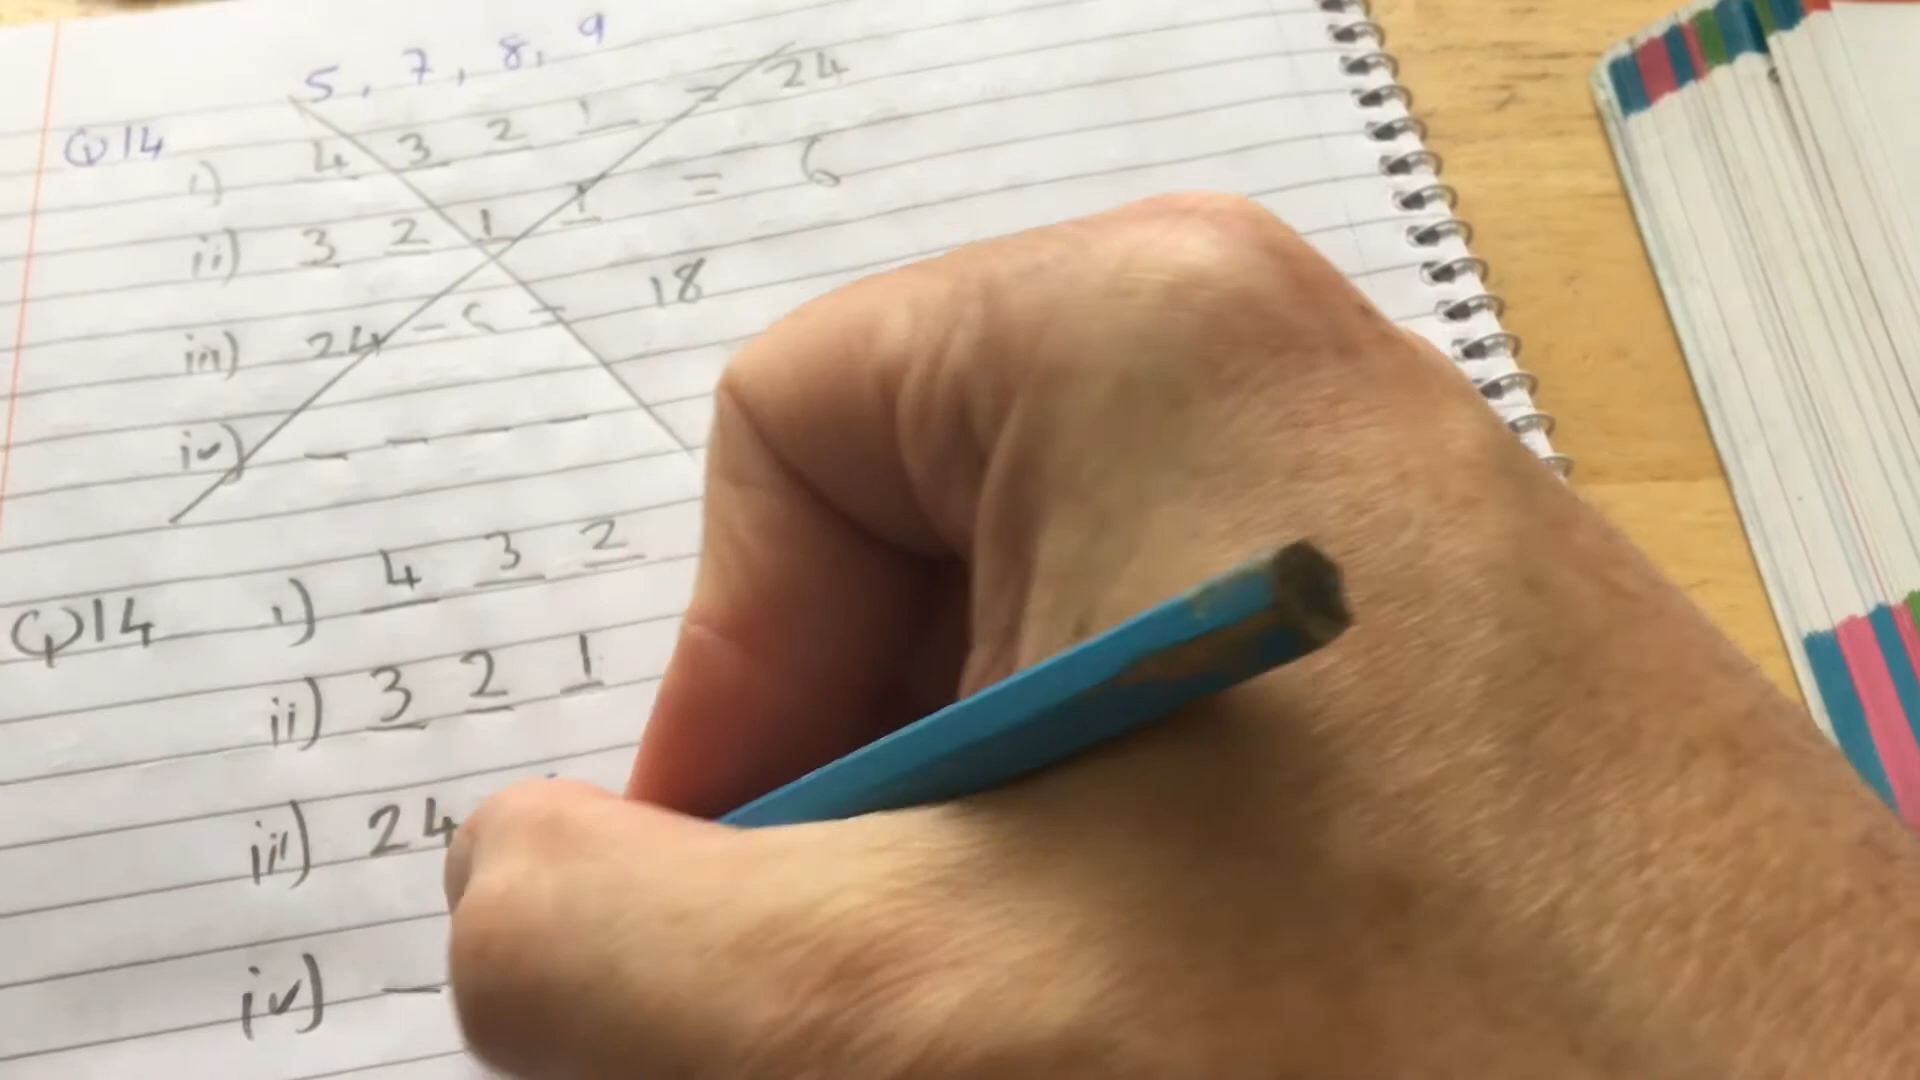 5, 7, 8, 9
Q14
i) 4 3 2 1 = 24
ii) 3 2 1 1 = 6
iii) 24 - = 18
iv) _ _ _ _
Q14 i) 4 3 2
ii) 3 2 1
iii) 24
iv) _